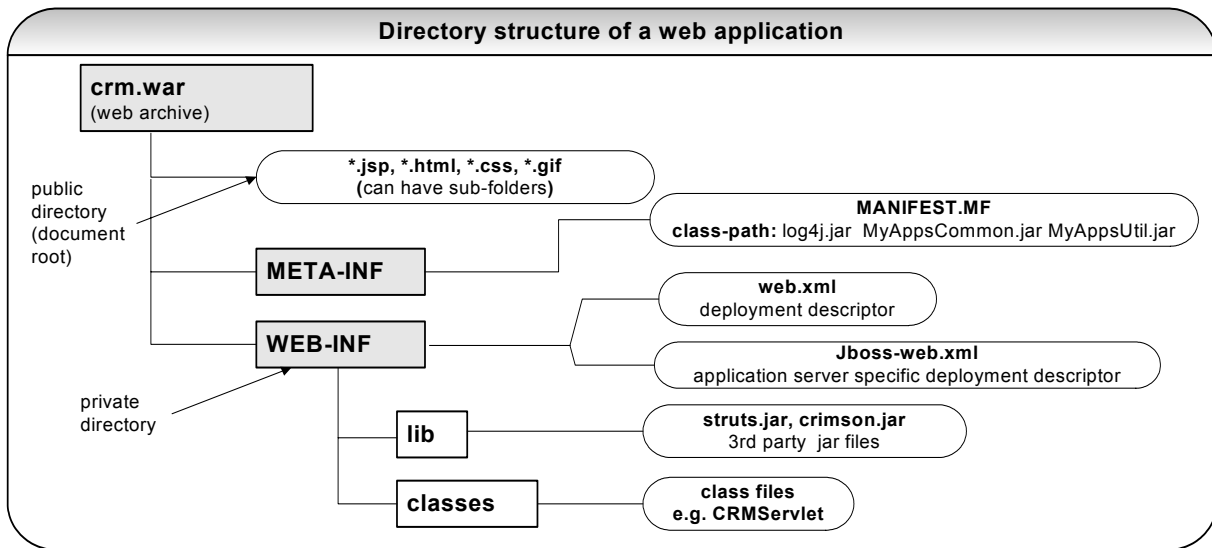 Directory structure of a web application
crm.war
(web archive)
*.jsp, *.html, *.css, *.gif
(can have sub-folders)
public
directory
(document
root)
MANIFEST.MF
class-path: log4j.jar MyAppsCommon.jar MyAppsUtil.jar
META-INF
web.xml
deployment descriptor
WEB-INF
Jboss-web.xml
application server specific deployment descriptor
private
directory
lib
struts.jar, crimson.jar
3rd party jar files
classes
class files
e.g. CRMServlet